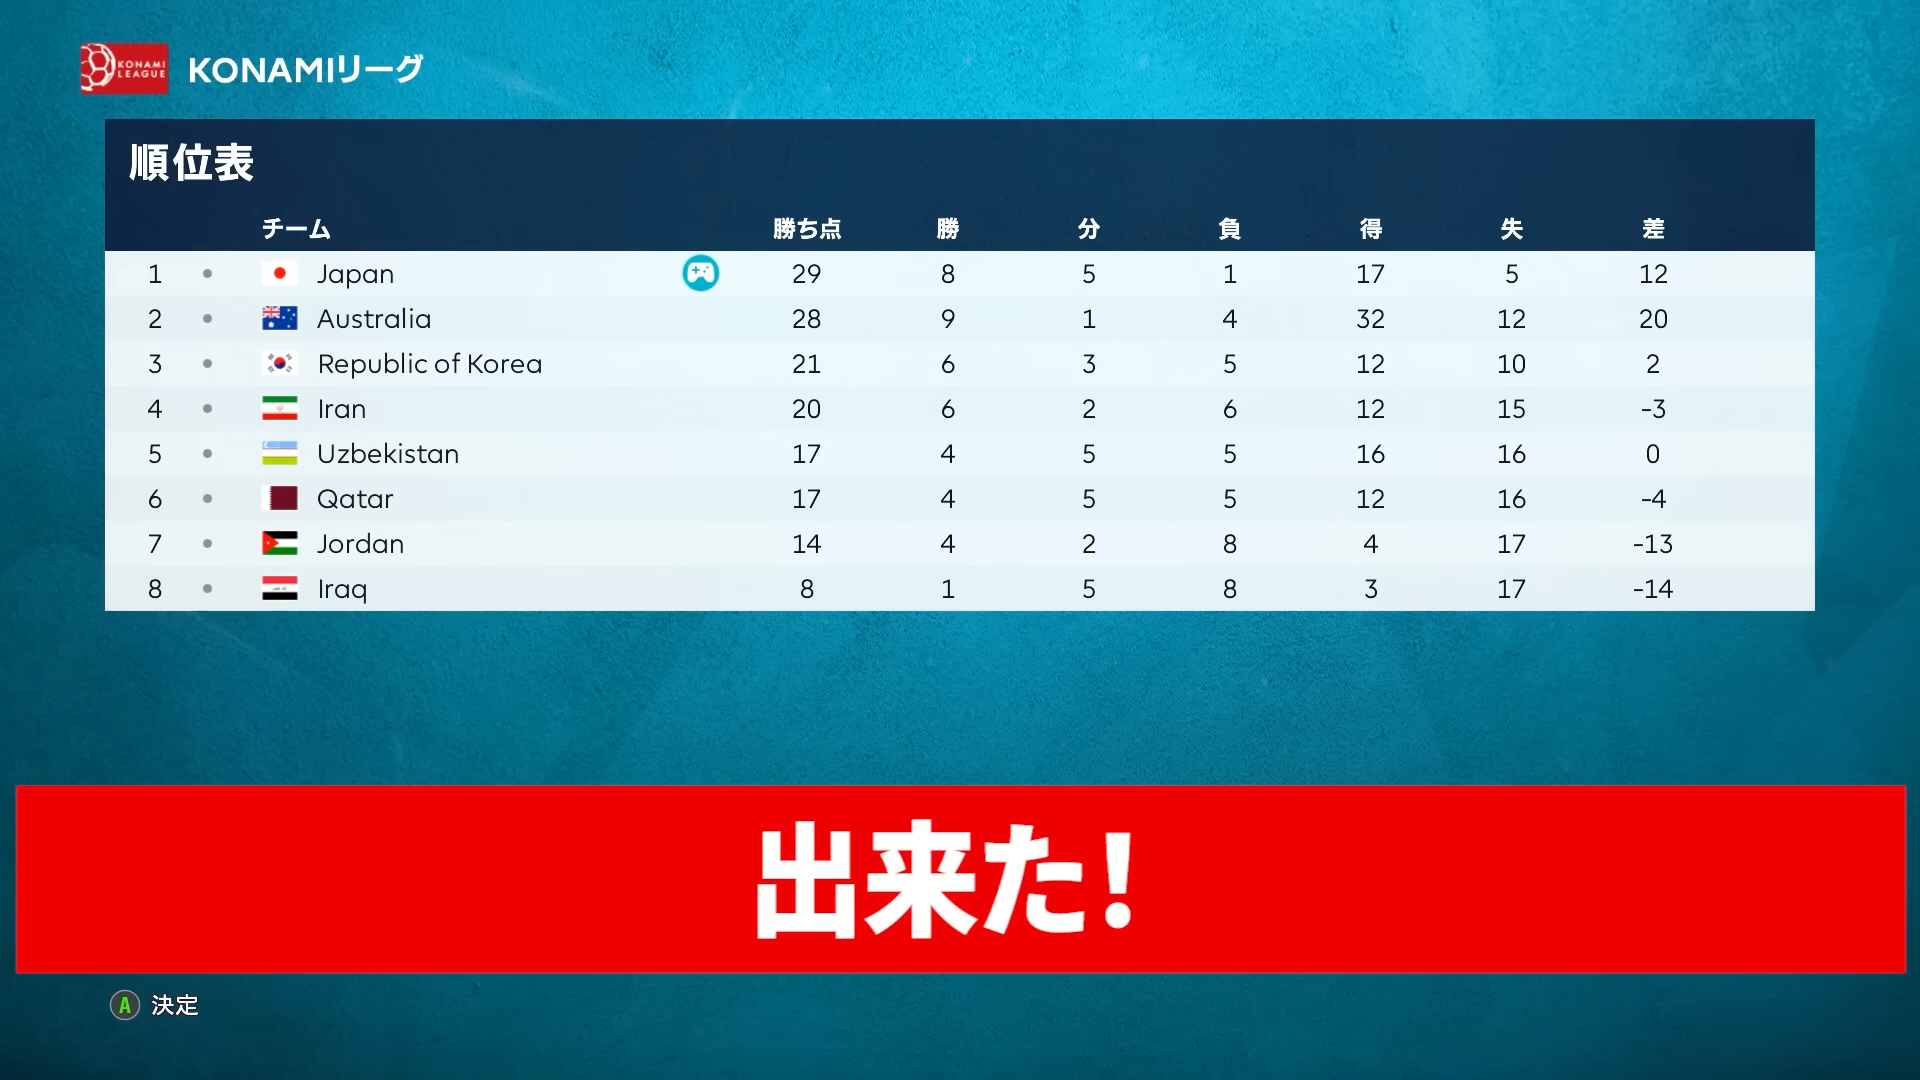 KONAMI LEAGUE KONAMIリーグ
順位表
チーム 勝ち点 勝 分 負 得 失 差
1 Japan 29 8 5 1 17 5 12
2 Australia 28 9 1 4 32 12 20
3 Republic of Korea 21 6 3 5 12 10 2
4 Iran 20 6 2 6 12 15 -3
5 Uzbekistan 17 4 5 5 16 16 0
6 Qatar 17 4 5 5 12 16 -4
7 Jordan 14 4 2 8 4 17 -13
8 Iraq 8 1 5 8 3 17 -14
出来た!
A 決定